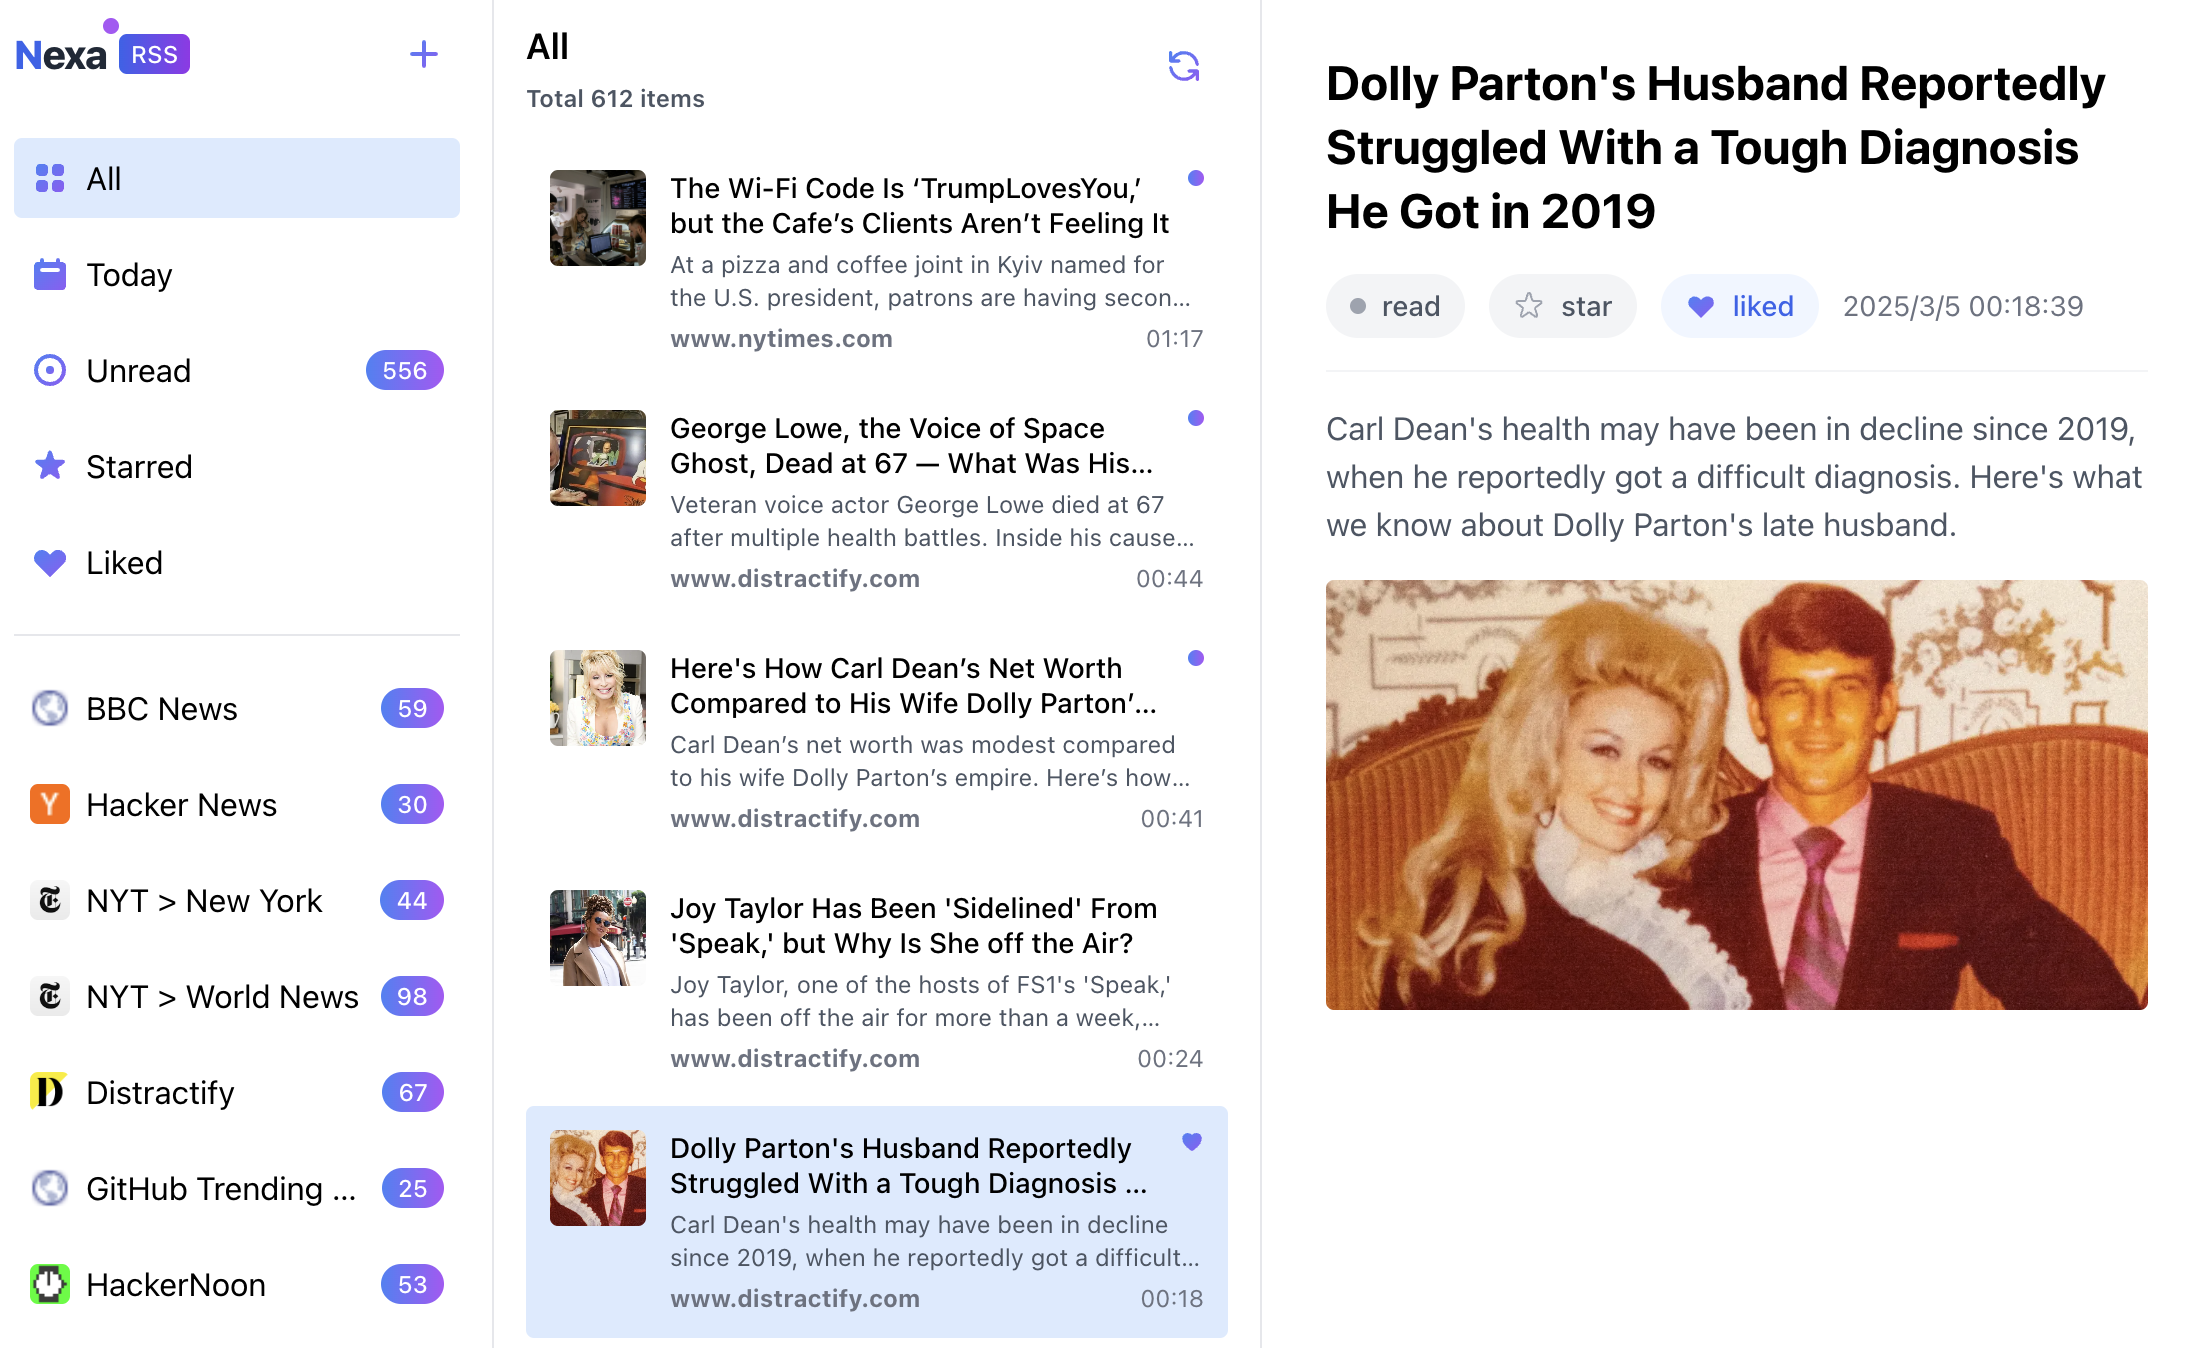 Nexa RSS
All
Today
Unread 556
Starred
Liked
BBC News 59
Hacker News 30
NYT > New York 44
NYT > World News 98
Distractify 67
GitHub Trending ... 25
HackerNoon 53
All
Total 612 items
The Wi-Fi Code Is ‘TrumpLovesYou,’
but the Cafe’s Clients Aren’t Feeling It
At a pizza and coffee joint in Kyiv named for
the U.S. president, patrons are having secon...
www.nytimes.com 01:17
George Lowe, the Voice of Space
Ghost, Dead at 67 — What Was His...
Veteran voice actor George Lowe died at 67
after multiple health battles. Inside his cause...
www.distractify.com 00:44
Here's How Carl Dean’s Net Worth
Compared to His Wife Dolly Parton’...
Carl Dean’s net worth was modest compared
to his wife Dolly Parton’s empire. Here’s how...
www.distractify.com 00:41
Joy Taylor Has Been 'Sidelined' From
'Speak,' but Why Is She off the Air?
Joy Taylor, one of the hosts of FS1's 'Speak,'
has been off the air for more than a week,...
www.distractify.com 00:24
Dolly Parton's Husband Reportedly
Struggled With a Tough Diagnosis ...
Carl Dean's health may have been in decline
since 2019, when he reportedly got a difficult...
www.distractify.com 00:18
Dolly Parton's Husband Reportedly
Struggled With a Tough Diagnosis
He Got in 2019
read star liked 2025/3/5 00:18:39
Carl Dean's health may have been in decline since 2019,
when he reportedly got a difficult diagnosis. Here's what
we know about Dolly Parton's late husband.